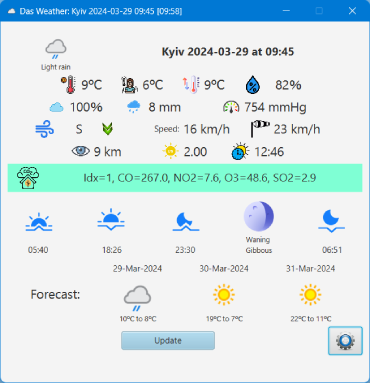 Das Weather: Kyiv 2024-03-29 09:45 [09:58]
Kyiv 2024-03-29 at 09:45
Light rain
9ºC 6ºC 9ºC 82%
100% 8 mm 754 mmHg
S Speed: 16 km/h 23 km/h
9 km 2.00 12:46
Idx=1, CO=267.0, NO2=7.6, O3=48.6, SO2=2.9
Waning
Gibbous
05:40 18:26 23:30 06:51
29-Mar-2024 30-Mar-2024 31-Mar-2024
Forecast:
10ºC to 8ºC 19ºC to 7ºC 22ºC to 11ºC
Update